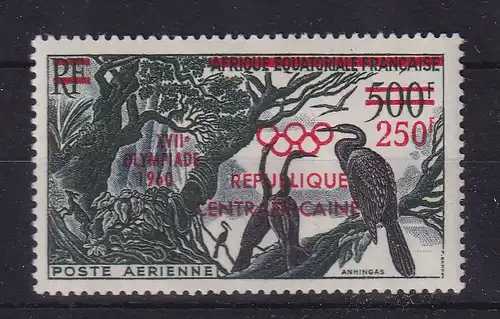 RF
AFRIQUE EQUATORIALE FRANÇAISE
500F
250F
XVIIe
OLYMPIADE
1960
REPUBLIQUE
CENTRAFRICAINE
POSTE AERIENNE
ANHINGAS